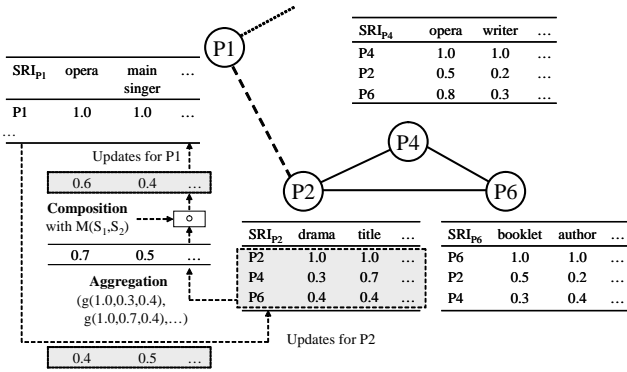 P1
SRI_P4 opera writer …
P4 1.0 1.0 …
P2 0.5 0.2 …
P6 0.8 0.3 …
SRI_P1 opera main singer …
P1 1.0 1.0 …
…
Updates for P1
0.6 0.4 …
Composition
with M(S₁,S₂)
0.7 0.5 …
Aggregation
(g(1.0,0.3,0.4),
g(1.0,0.7,0.4),…)
P4
P2
P6
SRI_P2 drama title …
P2 1.0 1.0 …
P4 0.3 0.7 …
P6 0.4 0.4 …
SRI_P6 booklet author …
P6 1.0 1.0 …
P2 0.5 0.2 …
P4 0.3 0.4 …
Updates for P2
0.4 0.5 …